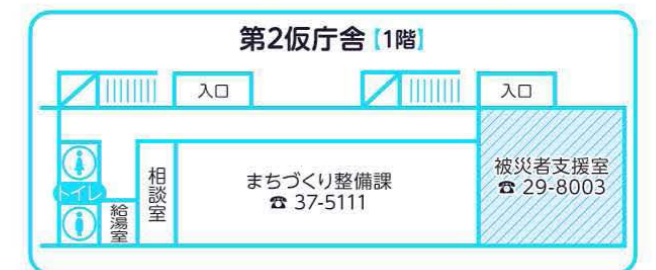 第2仮庁舎【1階】
入口
入口
トイレ
給湯室
相談室
まちづくり整備課
☎ 37-5111
被災者支援室
☎ 29-8003